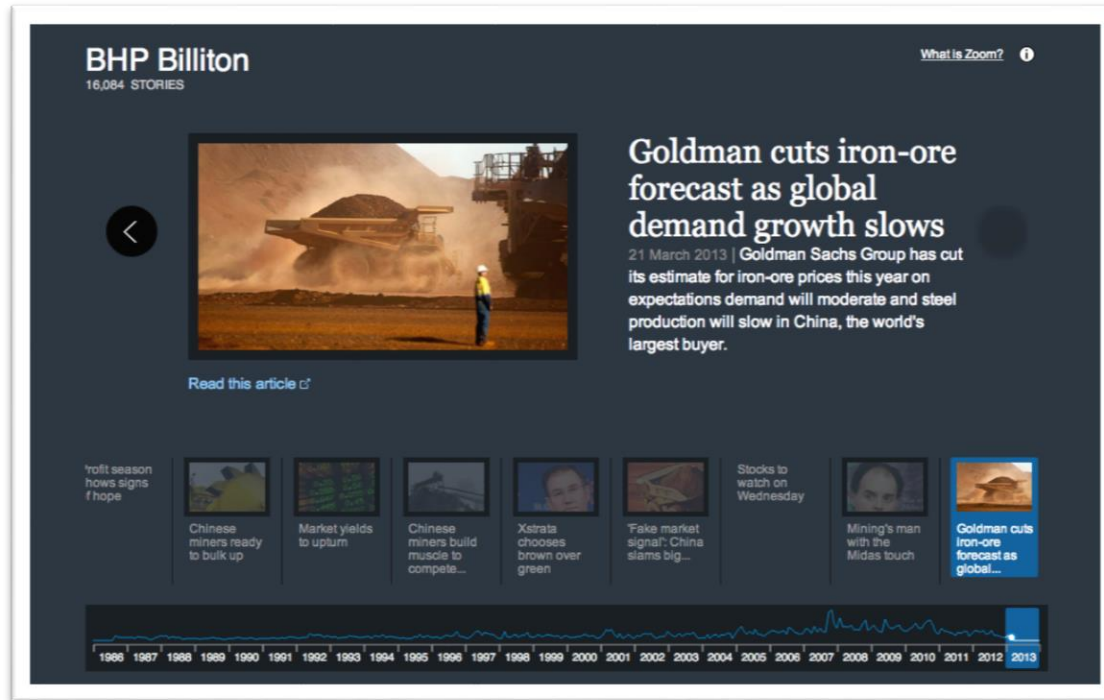 BHP Billiton
16,084 STORIES
What is Zoom?
Goldman cuts iron-ore
forecast as global
demand growth slows
21 March 2013 | Goldman Sachs Group has cut
its estimate for iron-ore prices this year on
expectations demand will moderate and steel
production will slow in China, the world's
largest buyer.
Read this article
rofit season
hows signs
f hope
Chinese
miners ready
to bulk up
Market yields
to upturn
Chinese
miners build
muscle to
compete...
Xstrata
chooses
brown over
green
'Fake market
signal': China
slams big...
Stocks to
watch on
Wednesday
Mining's man
with the
Midas touch
Goldman cuts
iron-ore
forecast as
global...
1986 1987 1988 1989 1990 1991 1992 1993 1994 1995 1996 1997 1998 1999 2000 2001 2002 2003 2004 2005 2006 2007 2008 2009 2010 2011 2012 2013